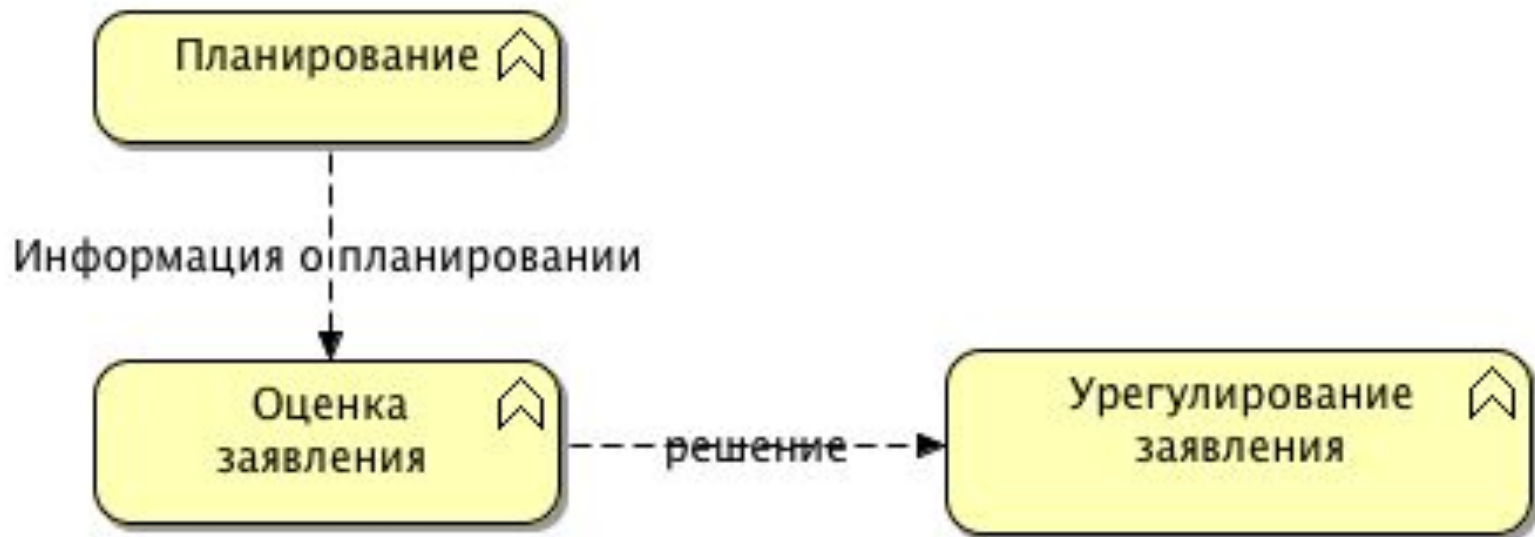 Планирование
Информация о планировании
Оценка
заявления
решение
Урегулирование
заявления